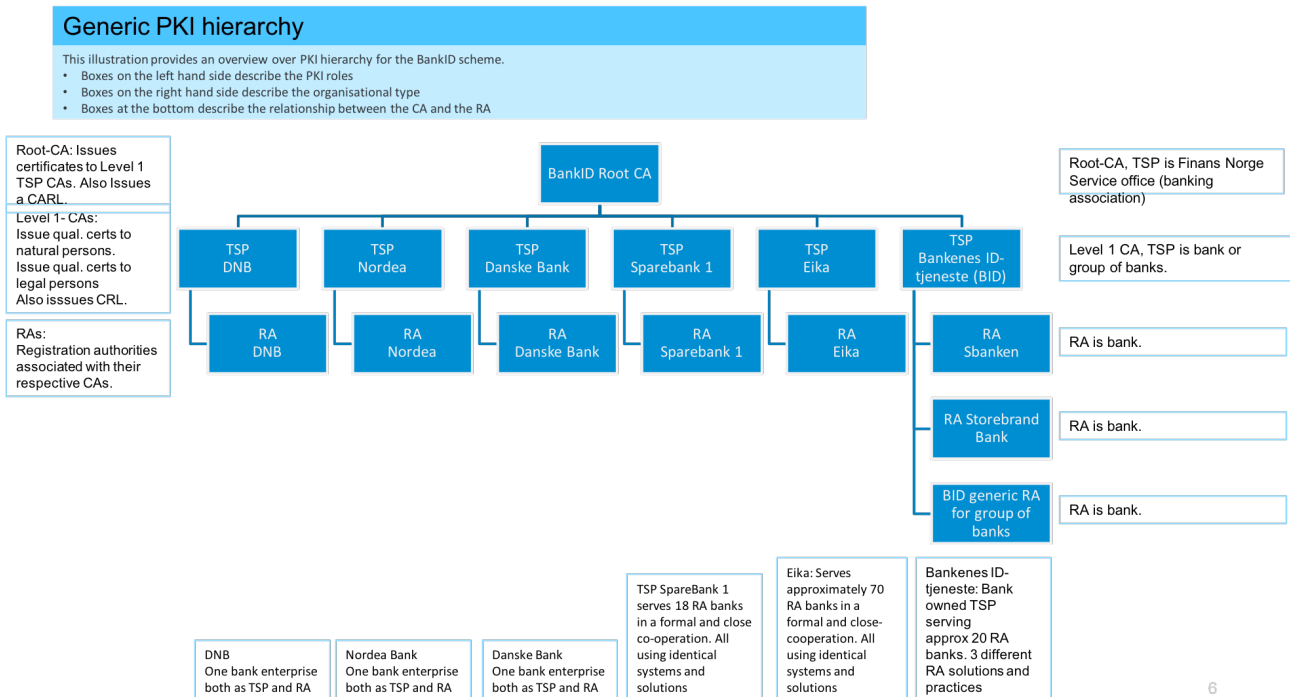 Generic PKI hierarchy
This illustration provides an overview over PKI hierarchy for the BankID scheme.
• Boxes on the left hand side describe the PKI roles
• Boxes on the right hand side describe the organisational type
• Boxes at the bottom describe the relationship between the CA and the RA
Root-CA: Issues
certificates to Level 1
TSP CAs. Also Issues
a CARL.
Level 1- CAs:
Issue qual. certs to
natural persons.
Issue qual. certs to
legal persons
Also isssues CRL.
RAs:
Registration authorities
associated with their
respective CAs.
BankID Root CA
TSP
DNB
TSP
Nordea
TSP
Danske Bank
TSP
Sparebank 1
TSP
Eika
TSP
Bankenes ID-
tjeneste (BID)
RA
DNB
RA
Nordea
RA
Danske Bank
RA
Sparebank 1
RA
Eika
RA
Sbanken
RA Storebrand
Bank
BID generic RA
for group of
banks
Root-CA, TSP is Finans Norge
Service office (banking
association)
Level 1 CA, TSP is bank or
group of banks.
RA is bank.
RA is bank.
RA is bank.
DNB
One bank enterprise
both as TSP and RA
Nordea Bank
One bank enterprise
both as TSP and RA
Danske Bank
One bank enterprise
both as TSP and RA
TSP SpareBank 1
serves 18 RA banks
in a formal and close
co-operation. All
using identical
systems and
solutions
Eika: Serves
approximately 70
RA banks in a
formal and close-
cooperation. All
using identical
systems and
solutions
Bankenes ID-
tjeneste: Bank
owned TSP
serving
approx 20 RA
banks. 3 different
RA solutions and
practices
6